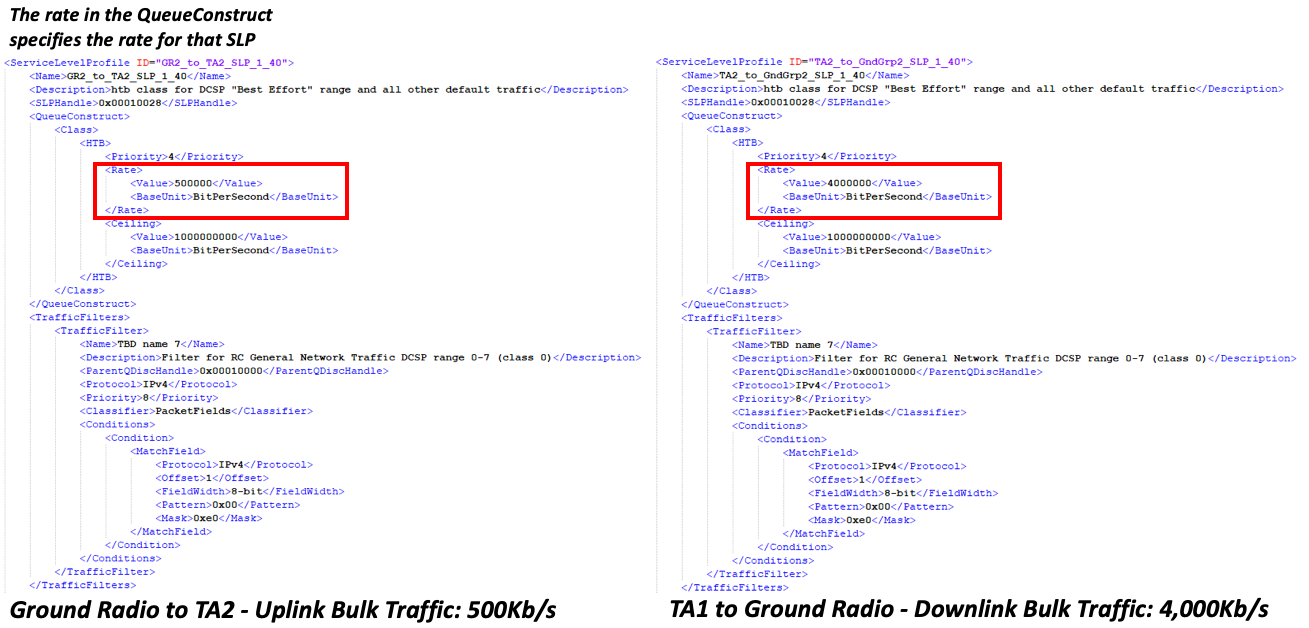 The rate in the QueueConstruct
specifies the rate for that SLP
<ServiceLevelProfile ID="GR2_to_TA2_SLP_1_40">
<Name>GR2_to_TA2_SLP_1_40</Name>
<Description>htb class for DCSP "Best Effort" range and all other default traffic</Description>
<SLPHandle>0x00010028</SLPHandle>
<QueueConstruct>
<Class>
<HTB>
<Priority>4</Priority>
<Rate>
<Value>500000</Value>
<BaseUnit>BitPerSecond</BaseUnit>
</Rate>
<Ceiling>
<Value>1000000000</Value>
<BaseUnit>BitPerSecond</BaseUnit>
</Ceiling>
</HTB>
</Class>
</QueueConstruct>
<TrafficFilters>
<TrafficFilter>
<Name>TBD name 7</Name>
<Description>Filter for RC General Network Traffic DCSP range 0-7 (class 0)</Description>
<ParentQDiscHandle>0x00010000</ParentQDiscHandle>
<Protocol>IPv4</Protocol>
<Priority>8</Priority>
<Classifier>PacketFields</Classifier>
<Conditions>
<Condition>
<MatchField>
<Protocol>IPv4</Protocol>
<Offset>1</Offset>
<FieldWidth>8-bit</FieldWidth>
<Pattern>0x00</Pattern>
<Mask>0xe0</Mask>
</MatchField>
</Condition>
</Conditions>
</TrafficFilter>
</TrafficFilters>
Ground Radio to TA2 - Uplink Bulk Traffic: 500Kb/s
<ServiceLevelProfile ID="TA2_to_GndGrp2_SLP_1_40">
<Name>TA2_to_GndGrp2_SLP_1_40</Name>
<Description>htb class for DCSP "Best Effort" range and all other default traffic</Description>
<SLPHandle>0x00010028</SLPHandle>
<QueueConstruct>
<Class>
<HTB>
<Priority>4</Priority>
<Rate>
<Value>4000000</Value>
<BaseUnit>BitPerSecond</BaseUnit>
</Rate>
<Ceiling>
<Value>1000000000</Value>
<BaseUnit>BitPerSecond</BaseUnit>
</Ceiling>
</HTB>
</Class>
</QueueConstruct>
<TrafficFilters>
<TrafficFilter>
<Name>TBD name 7</Name>
<Description>Filter for RC General Network Traffic DCSP range 0-7 (class 0)</Description>
<ParentQDiscHandle>0x00010000</ParentQDiscHandle>
<Protocol>IPv4</Protocol>
<Priority>8</Priority>
<Classifier>PacketFields</Classifier>
<Conditions>
<Condition>
<MatchField>
<Protocol>IPv4</Protocol>
<Offset>1</Offset>
<FieldWidth>8-bit</FieldWidth>
<Pattern>0x00</Pattern>
<Mask>0xe0</Mask>
</MatchField>
</Condition>
</Conditions>
</TrafficFilter>
</TrafficFilters>
TA1 to Ground Radio - Downlink Bulk Traffic: 4,000Kb/s